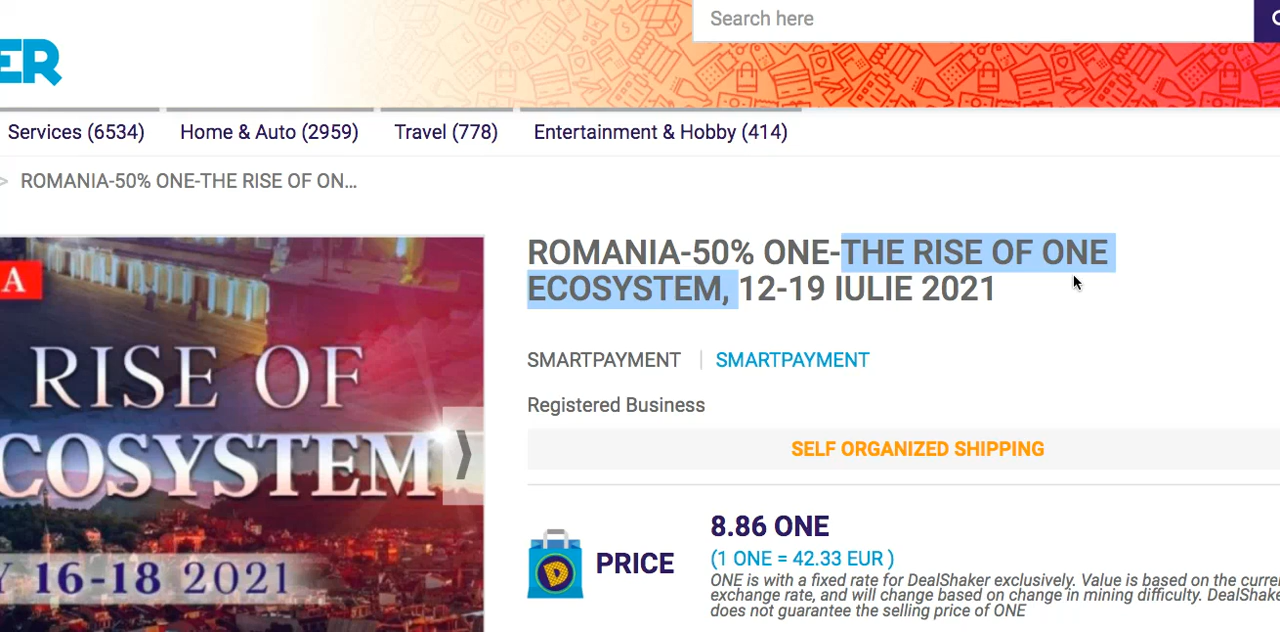 Search here
ER
Services (6534) Home & Auto (2959) Travel (778) Entertainment & Hobby (414)
> ROMANIA-50% ONE-THE RISE OF ON...
ROMANIA-50% ONE-THE RISE OF ONE
ECOSYSTEM, 12-19 IULIE 2021
A
RISE OF
COSYSTEM
Y 16-18 2021
SMARTPAYMENT | SMARTPAYMENT
Registered Business
SELF ORGANIZED SHIPPING
PRICE
8.86 ONE
(1 ONE = 42.33 EUR )
ONE is with a fixed rate for DealShaker exclusively. Value is based on the curre
exchange rate, and will change based on change in mining difficulty. DealShake
does not guarantee the selling price of ONE